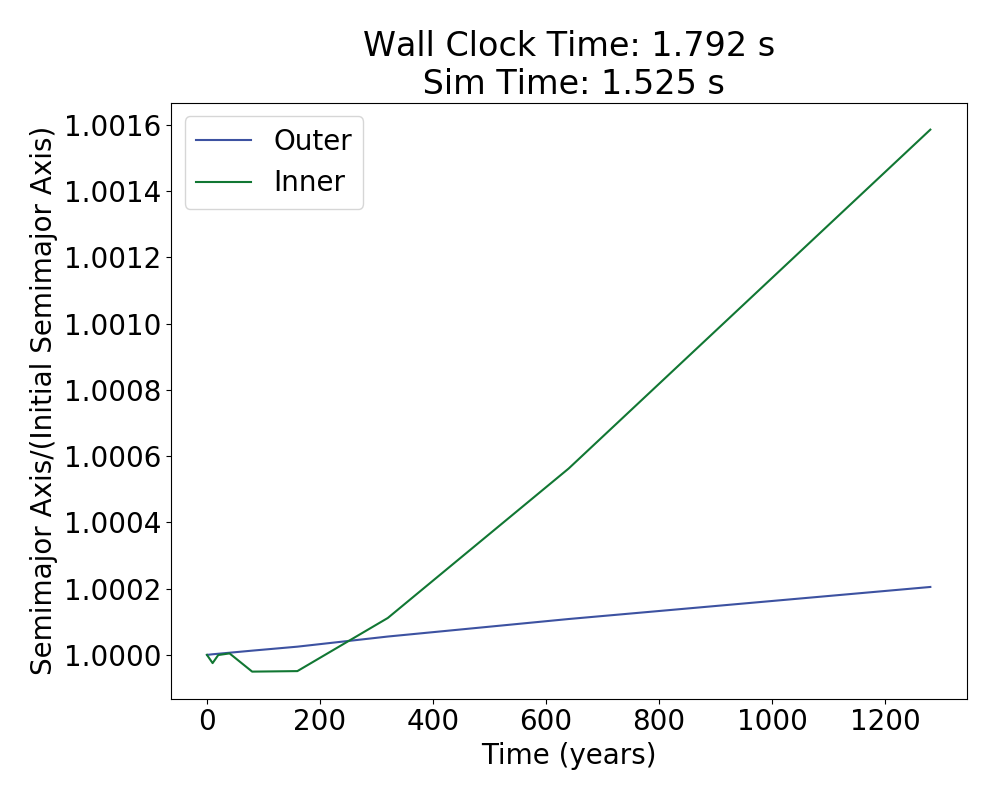 Wall Clock Time: 1.792 s
Sim Time: 1.525 s
Outer
Inner
Semimajor Axis/(Initial Semimajor Axis)
1.0016
1.0014
1.0012
1.0010
1.0008
1.0006
1.0004
1.0002
1.0000
0 200 400 600 800 1000 1200
Time (years)